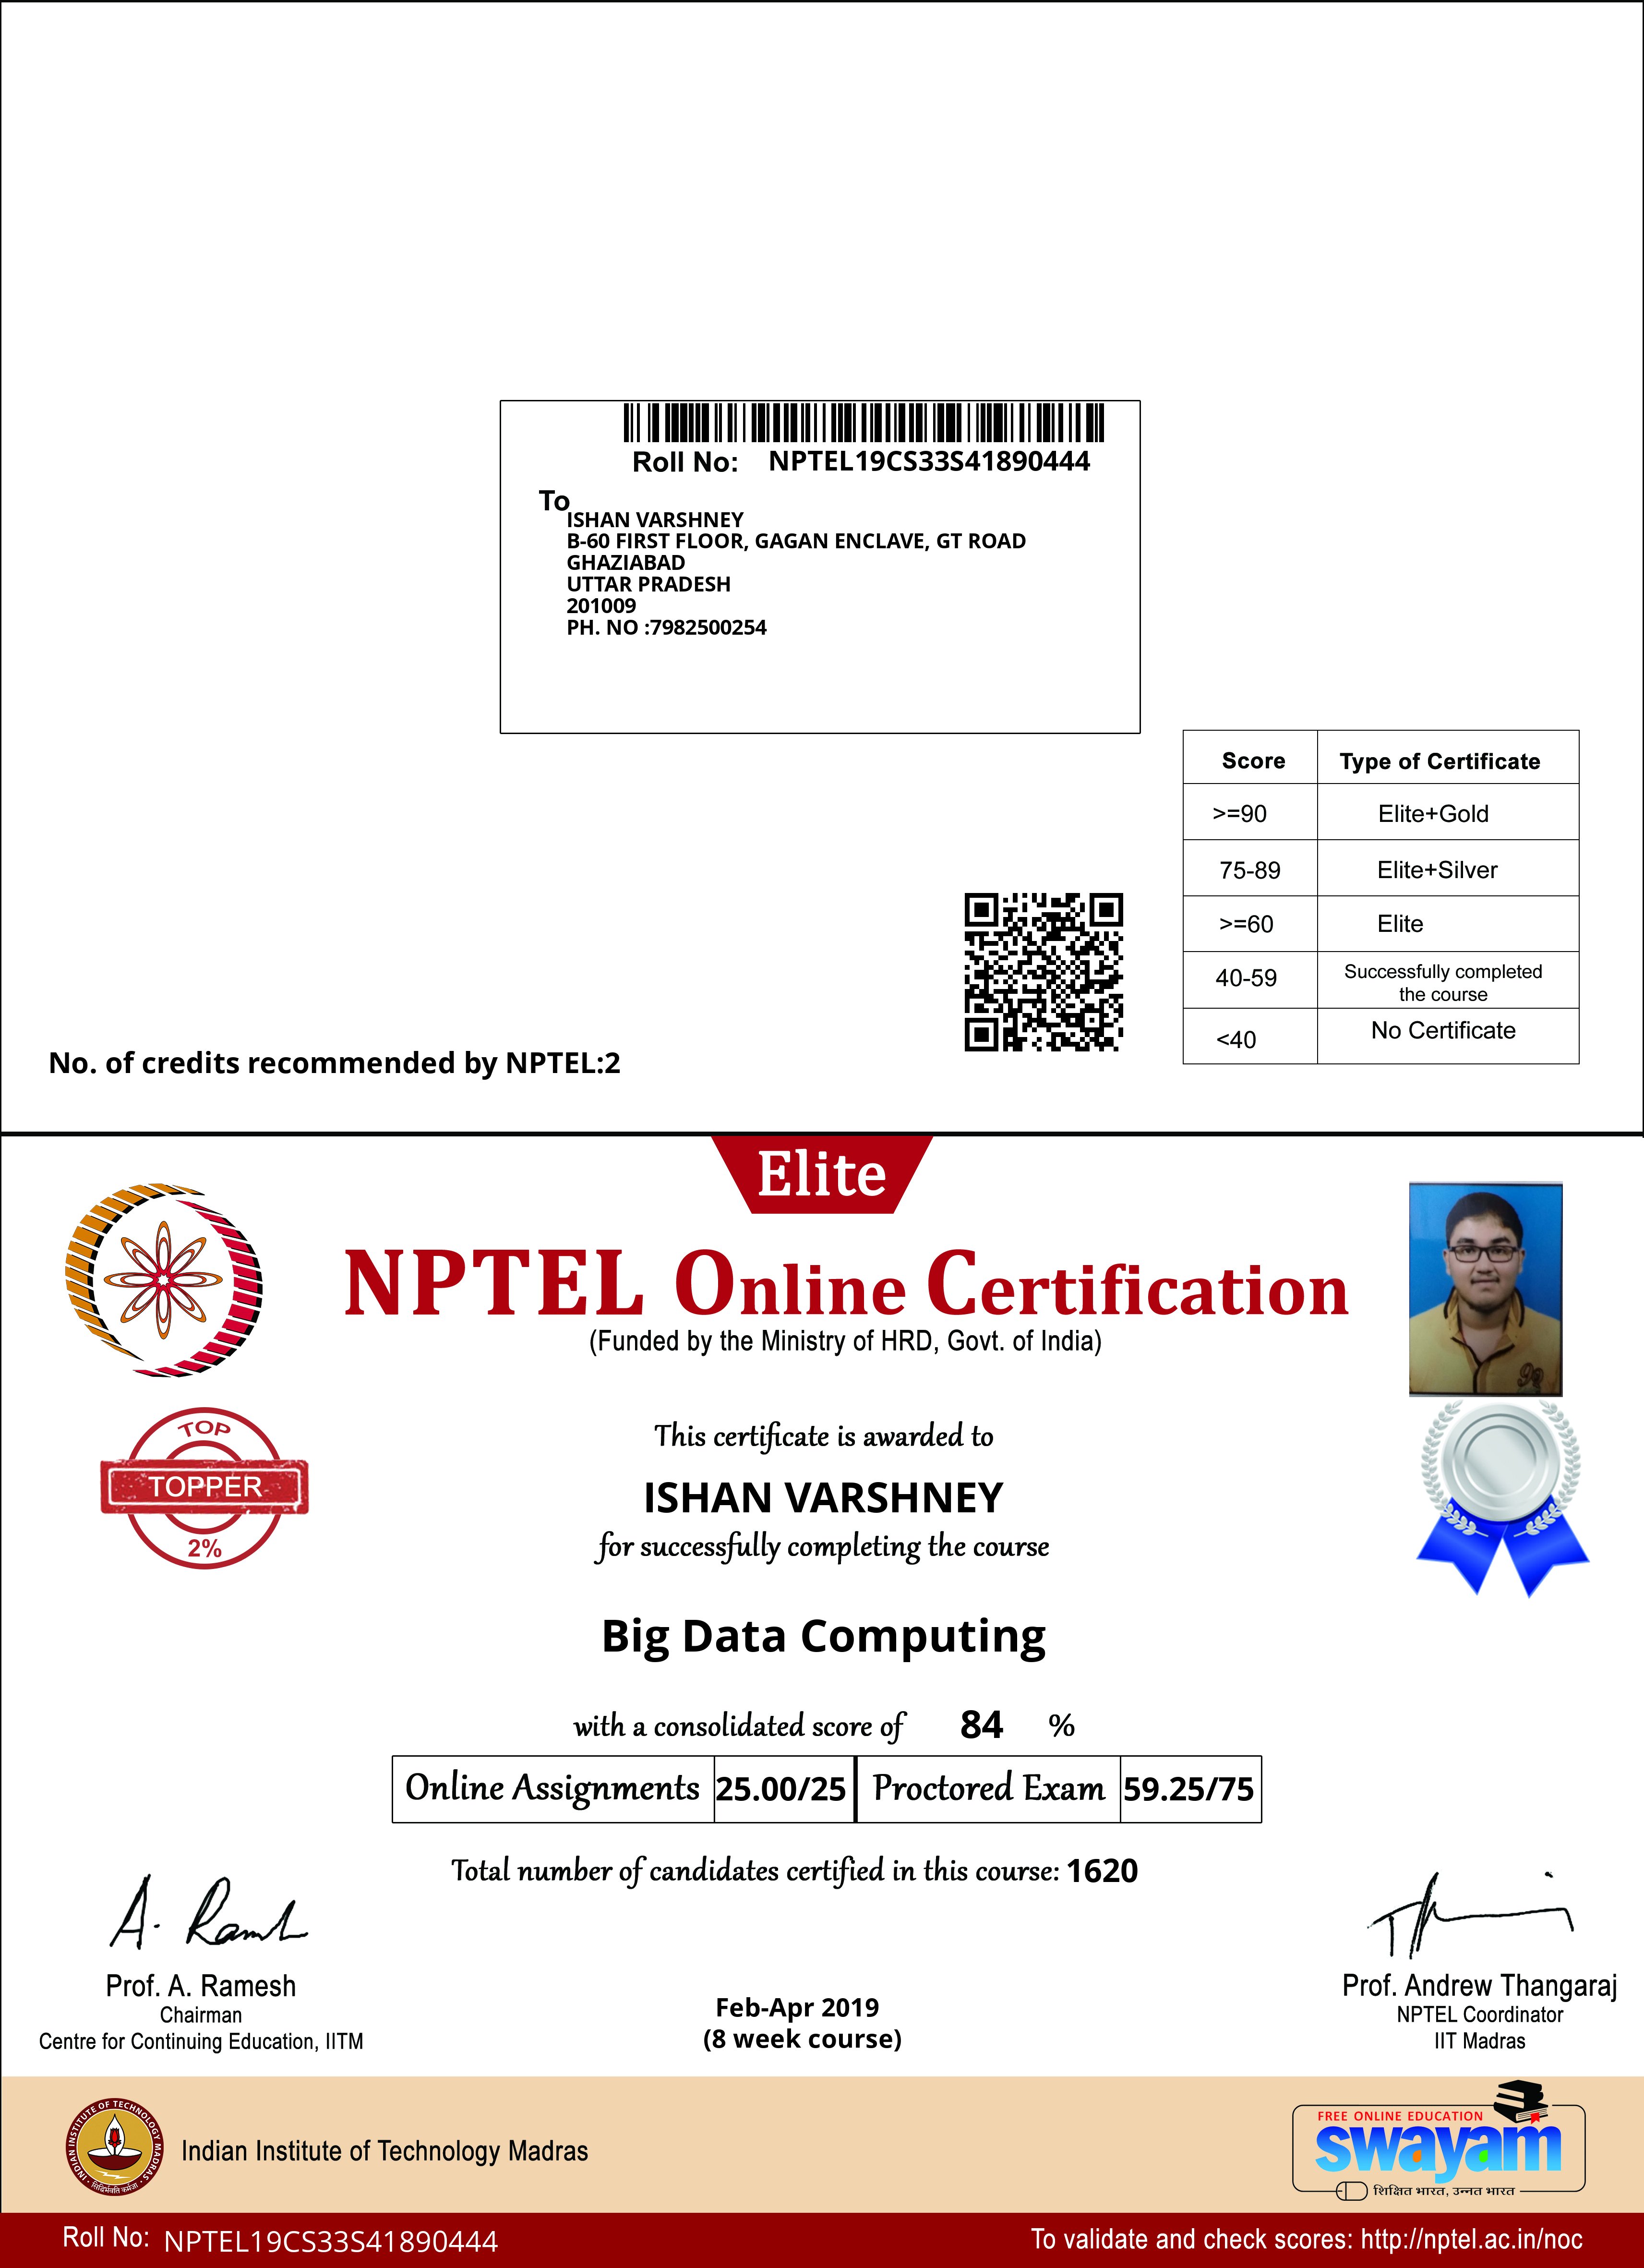 Roll No: NPTEL19CS33S41890444
To
ISHAN VARSHNEY
B-60 FIRST FLOOR, GAGAN ENCLAVE, GT ROAD
GHAZIABAD
UTTAR PRADESH
201009
PH. NO :7982500254
Score Type of Certificate
>=90 Elite+Gold
75-89 Elite+Silver
>=60 Elite
40-59 Successfully completed
the course
<40 No Certificate
No. of credits recommended by NPTEL:2
Elite
NPTEL Online Certification
(Funded by the Ministry of HRD, Govt. of India)
TOP
TOPPER
2%
This certificate is awarded to
ISHAN VARSHNEY
for successfully completing the course
Big Data Computing
with a consolidated score of 84 %
Online Assignments 25.00/25 Proctored Exam 59.25/75
Total number of candidates certified in this course: 1620
A. Ramesh
Prof. A. Ramesh
Chairman
Centre for Continuing Education, IITM
Feb-Apr 2019
(8 week course)
Prof. Andrew Thangaraj
NPTEL Coordinator
IIT Madras
INDIAN INSTITUTE OF TECHNOLOGY MADRAS
सिद्धिर्भवति कर्मजा
Indian Institute of Technology Madras
FREE ONLINE EDUCATION
swayam
शिक्षित भारत, उन्नत भारत
Roll No: NPTEL19CS33S41890444
To validate and check scores: http://nptel.ac.in/noc